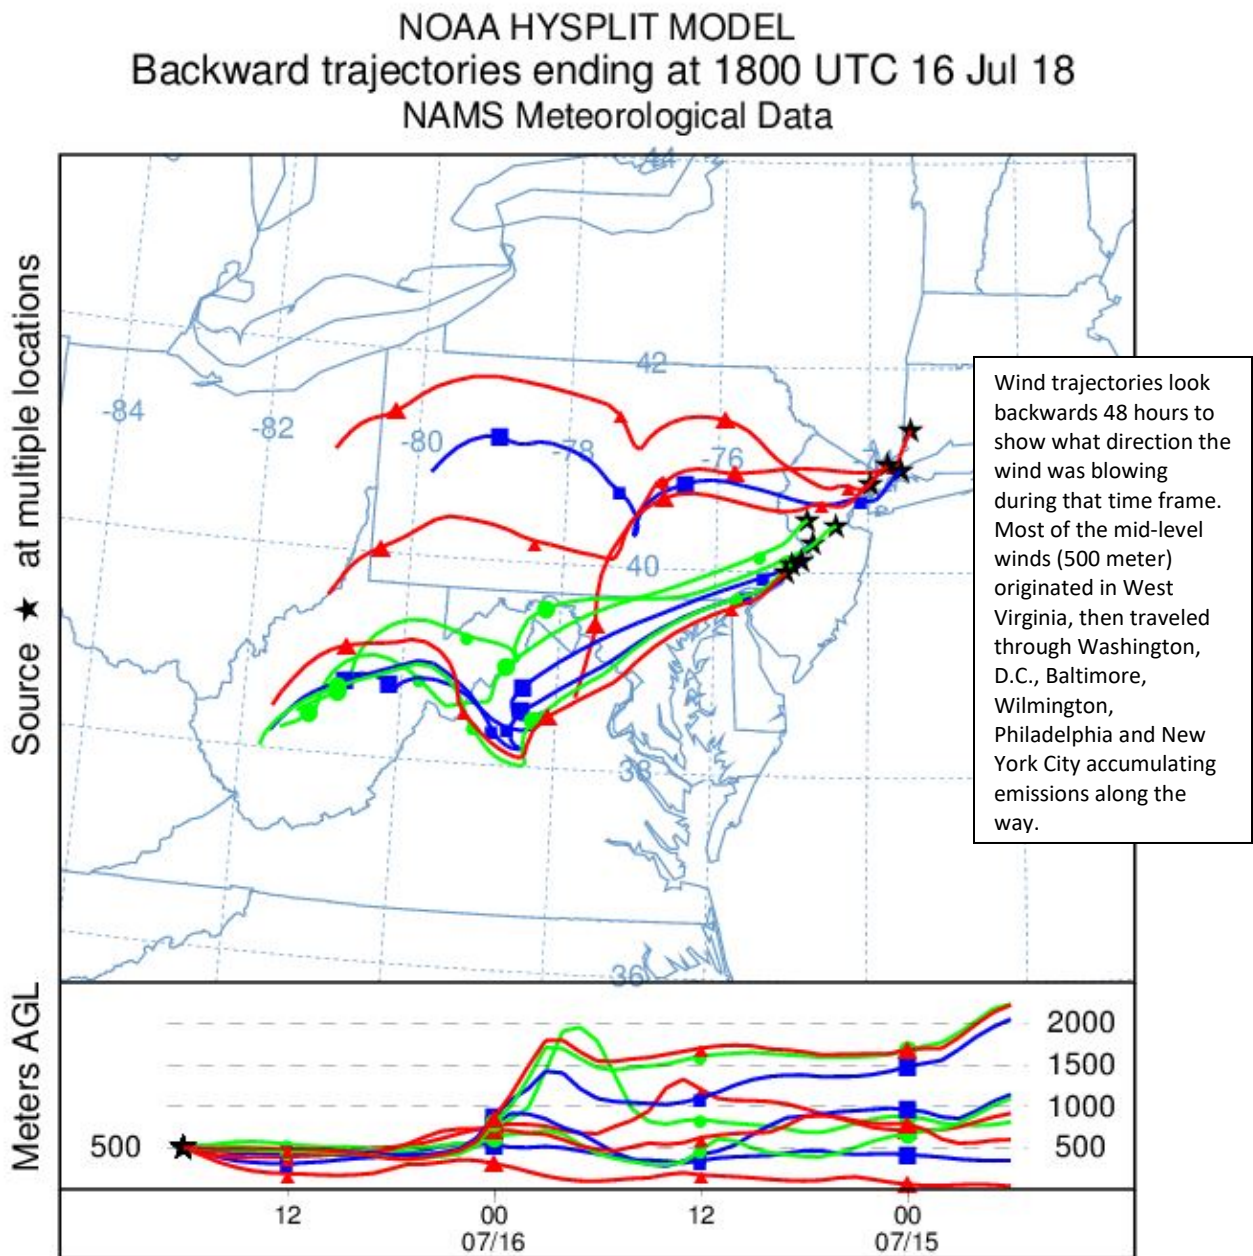 NOAA HYSPLIT MODEL
Backward trajectories ending at 1800 UTC 16 Jul 18
NAMS Meteorological Data
Source ★ at multiple locations
44
42
-84
-82
-80
-78
-76
40
38
36
Wind trajectories look
backwards 48 hours to
show what direction the
wind was blowing
during that time frame.
Most of the mid-level
winds (500 meter)
originated in West
Virginia, then traveled
through Washington,
D.C., Baltimore,
Wilmington,
Philadelphia and New
York City accumulating
emissions along the
way.
Meters AGL
500
2000
1500
1000
500
12 00 12 00
07/16 07/15